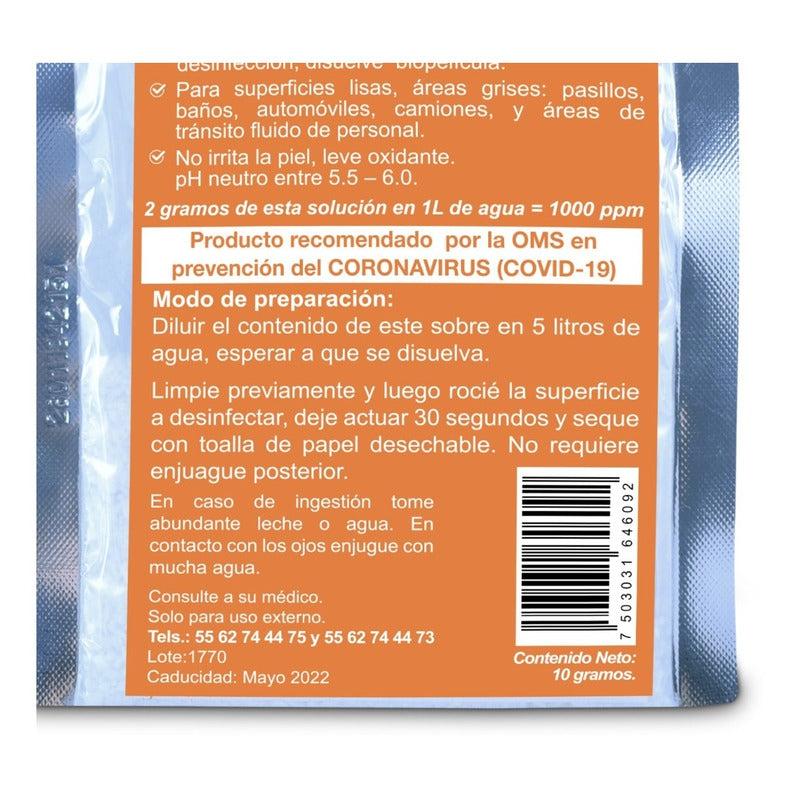 desinfección, disuelve biopelícula.
Para superficies lisas, áreas grises: pasillos,
baños, automóviles, camiones, y áreas de
tránsito fluido de personal.
No irrita la piel, leve oxidante.
pH neutro entre 5.5 – 6.0.
2 gramos de esta solución en 1L de agua = 1000 ppm
Producto recomendado por la OMS en
prevención del CORONAVIRUS (COVID-19)
Modo de preparación:
Diluir el contenido de este sobre en 5 litros de
agua, esperar a que se disuelva.
Limpie previamente y luego rocié la superficie
a desinfectar, deje actuar 30 segundos y seque
con toalla de papel desechable. No requiere
enjuague posterior.
En caso de ingestión tome
abundante leche o agua. En
contacto con los ojos enjugue con
mucha agua.
Consulte a su médico.
Solo para uso externo.
Tels.: 55 62 74 44 75 y 55 62 74 44 73
Lote:1770
Caducidad: Mayo 2022
7 503031 646092
Contenido Neto:
10 gramos.